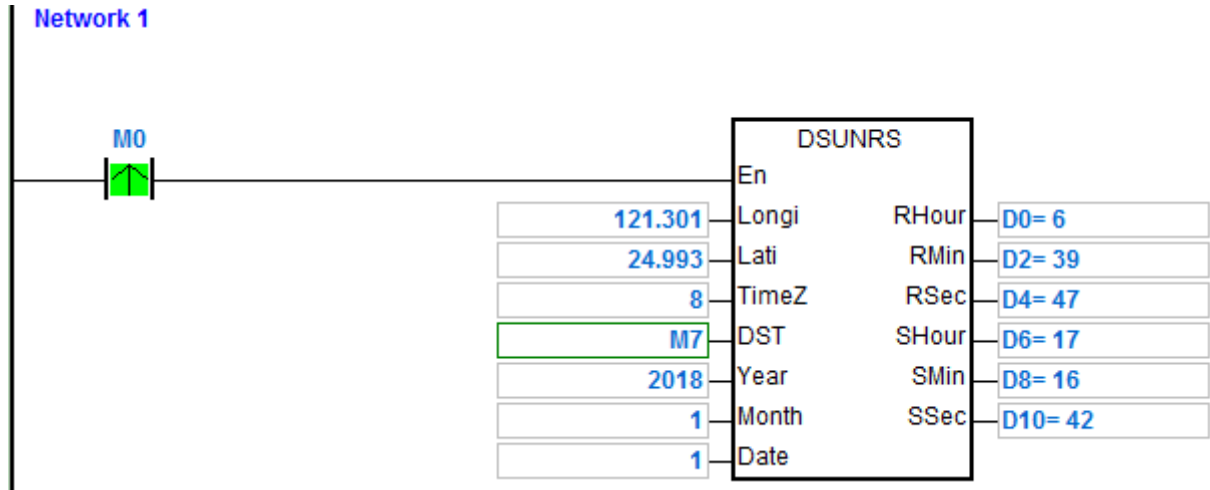 Network 1
M0
DSUNRS
En
121.301 Longi RHour D0= 6
24.993 Lati RMin D2= 39
8 TimeZ RSec D4= 47
M7 DST SHour D6= 17
2018 Year SMin D8= 16
1 Month SSec D10= 42
1 Date